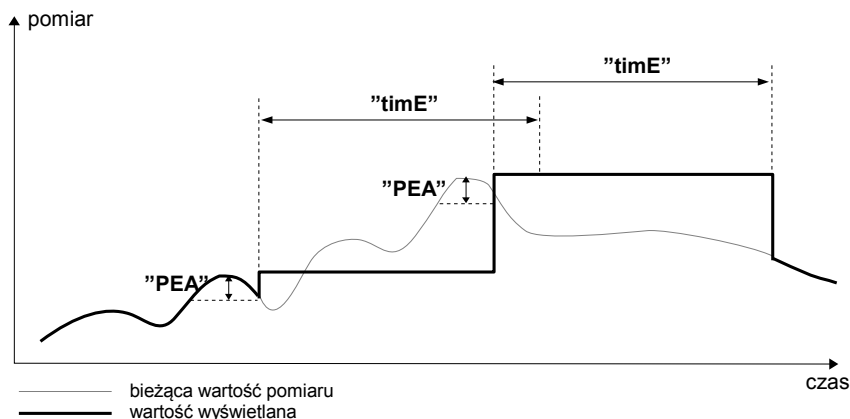 pomiar
”timE”
”timE”
”PEA”
”PEA”
czas
bieżąca wartość pomiaru
wartość wyświetlana